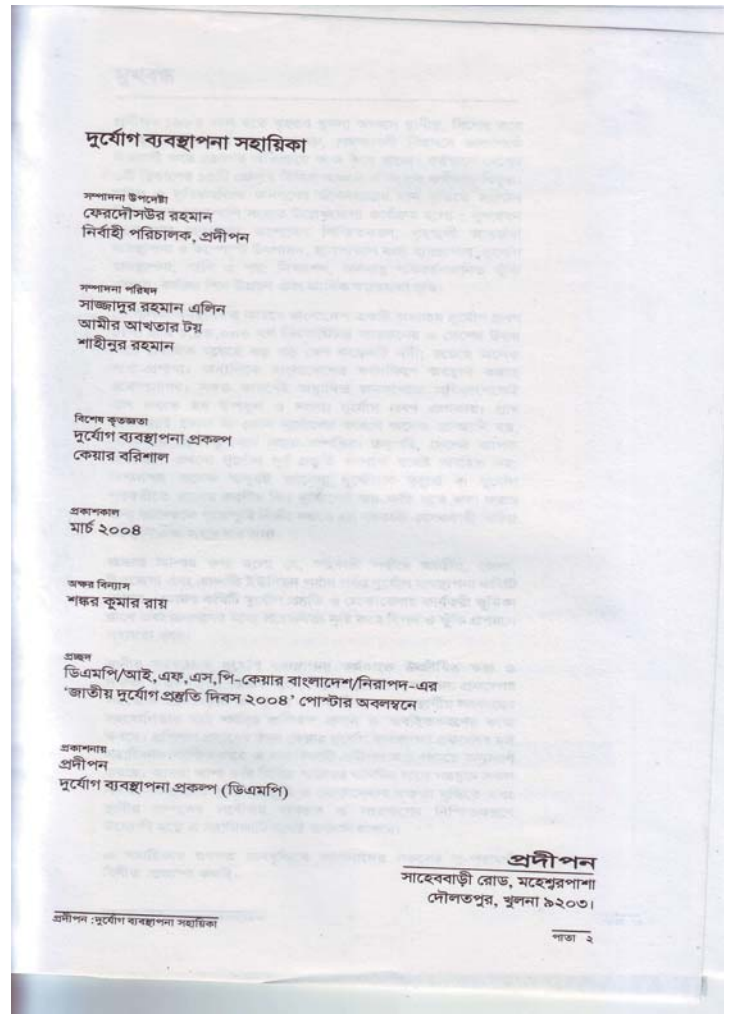 দুর্যোগ ব্যবস্থাপনা সহায়িকা
সম্পাদনা উপদেষ্টা
ফেরদৌসউর রহমান
নির্বাহী পরিচালক, প্রদীপন
সম্পাদনা পরিষদ
সাজ্জাদুর রহমান এলিন
আমীর আখতার টয়
শাহীনুর রহমান
বিশেষ কৃতজ্ঞতা
দুর্যোগ ব্যবস্থাপনা প্রকল্প
কেয়ার বরিশাল
প্রকাশকাল
মার্চ ২০০৪
অক্ষর বিন্যাস
শঙ্কর কুমার রায়
প্রচ্ছদ
ডিএমপি/আই,এফ,এস,পি-কেয়ার বাংলাদেশ/নিরাপদ-এর
‘জাতীয় দুর্যোগ প্রস্তুতি দিবস ২০০৪’ পোস্টার অবলম্বনে
প্রকাশনায়
প্রদীপন
দুর্যোগ ব্যবস্থাপনা প্রকল্প (ডিএমপি)
প্রদীপন
সাহেববাড়ী রোড, মহেশ্বরপাশা
দৌলতপুর, খুলনা ৯২০৩।
প্রদীপন :দুর্যোগ ব্যবস্থাপনা সহায়িকা
পাতা ২